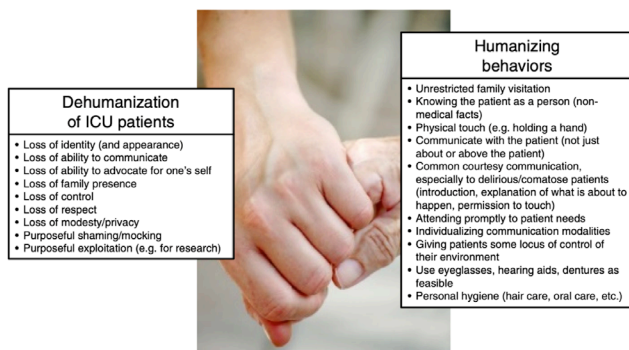 Dehumanization
of ICU patients
• Loss of identity (and appearance)
• Loss of ability to communicate
• Loss of ability to advocate for one's self
• Loss of family presence
• Loss of control
• Loss of respect
• Loss of modesty/privacy
• Purposeful shaming/mocking
• Purposeful exploitation (e.g. for research)
Humanizing
behaviors
• Unrestricted family visitation
• Knowing the patient as a person (non-
medical facts)
• Physical touch (e.g. holding a hand)
• Communicate with the patient (not just
about or above the patient)
• Common courtesy communication,
especially to delirious/comatose patients
(introduction, explanation of what is about to
happen, permission to touch)
• Attending promptly to patient needs
• Individualizing communication modalities
• Giving patients some locus of control of
their environment
• Use eyeglasses, hearing aids, dentures as
feasible
• Personal hygiene (hair care, oral care, etc.)